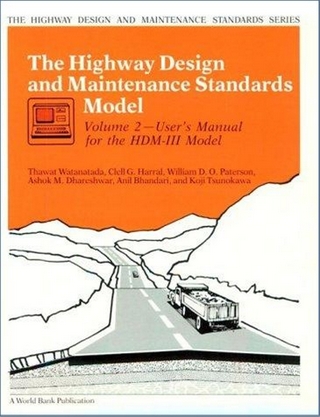 THE HIGHWAY DESIGN AND MAINTENANCE STANDARDS SERIES
The Highway Design
and Maintenance Standards
Model
Volume 2—User's Manual
for the HDM-III Model
Thawat Watanatada, Clell G. Harral, William D. O. Paterson,
Ashok M. Dhareshwar, Anil Bhandari, and Koji Tsunokawa
A World Bank Publication